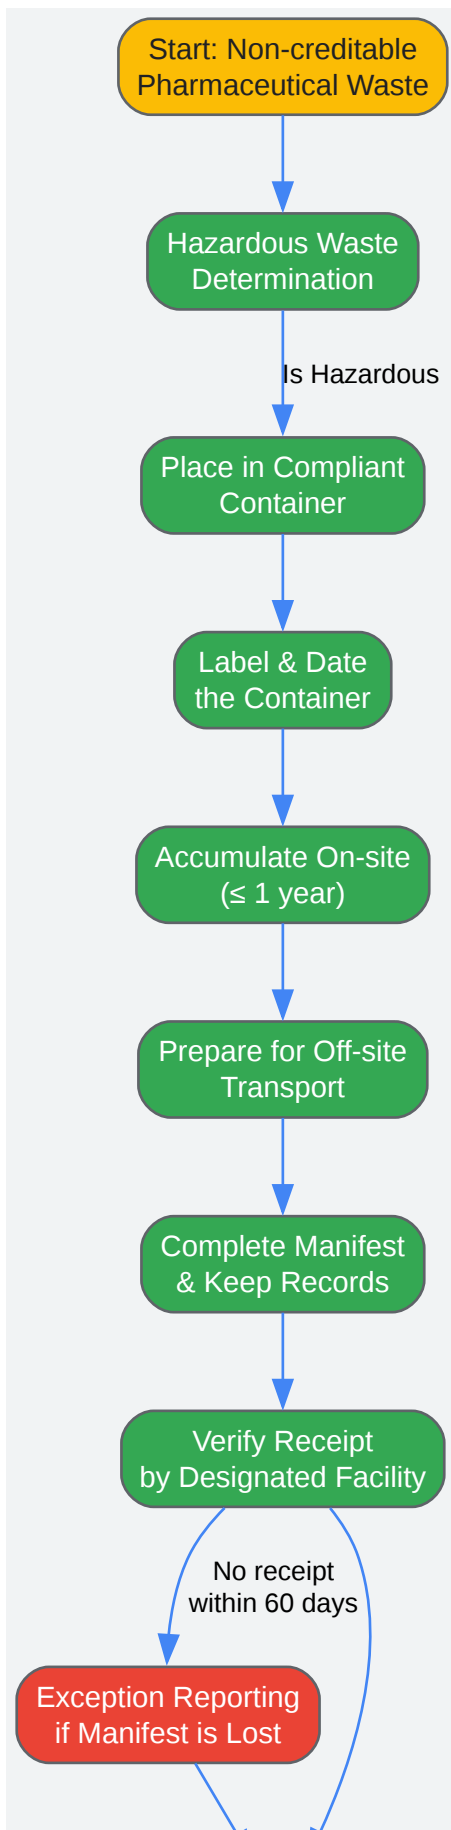 Start: Non-creditable
Pharmaceutical Waste
Hazardous Waste
Determination
Is Hazardous
Place in Compliant
Container
Label & Date
the Container
Accumulate On-site
(≤ 1 year)
Prepare for Off-site
Transport
Complete Manifest
& Keep Records
Verify Receipt
by Designated Facility
No receipt
within 60 days
Exception Reporting
if Manifest is Lost